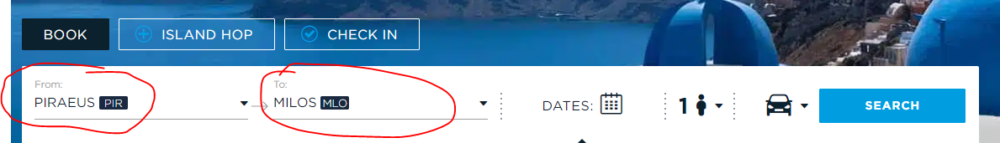 BOOK
ISLAND HOP
CHECK IN
From:
PIRAEUS PIR
To:
MILOS MLO
DATES:
1
SEARCH